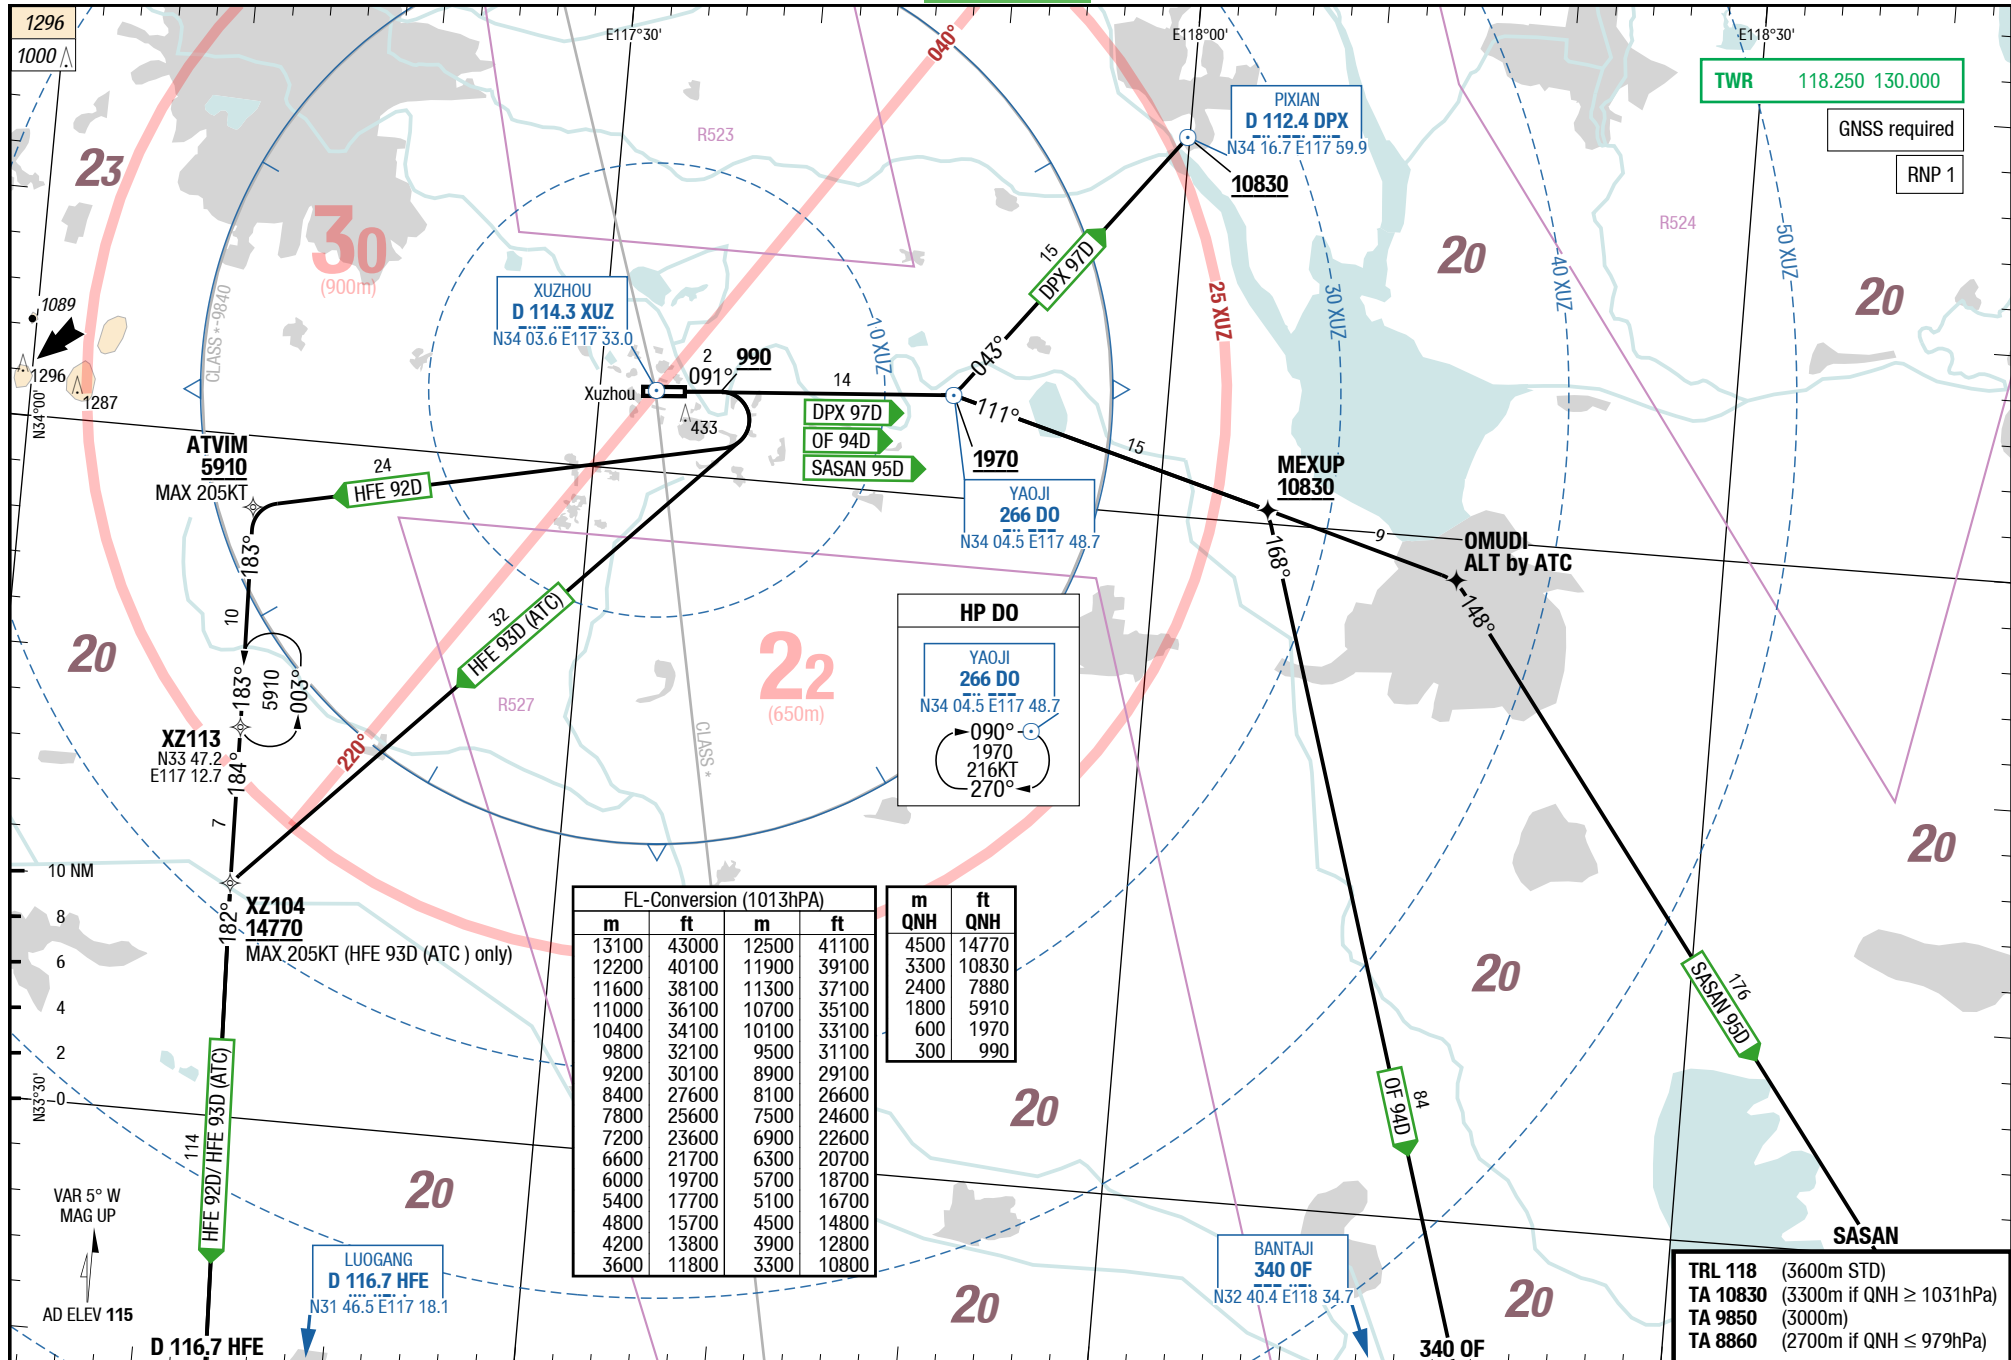 1296
1000
E117°30'
040°
E118°00'
E118°30'
TWR 118.250 130.000
GNSS required
RNP 1
PIXIAN
D 112.4 DPX
N34 16.7 E117 59.9
10830
R523
R524
23
30
(900m)
20
20
50 XUZ
40 XUZ
30 XUZ
25 XUZ
10 XUZ
CLASS *-9840
1089
1296
1287
N34°00'
XUZHOU
D 114.3 XUZ
N34 03.6 E117 33.0
Xuzhou
2
091°
990
433
14
DPX 97D
OF 94D
SASAN 95D
15
DPX 97D
043°
111°
1970
YAOJI
266 DO
N34 04.5 E117 48.7
15
MEXUP
10830
9
OMUDI
ALT by ATC
168°
148°
ATVIM
5910
MAX 205KT
24
HFE 92D
183°
10
183°
5910
003°
XZ113
N33 47.2
E117 12.7
184°
7
32
HFE 93D (ATC)
220°
R527
20
22
(650m)
CLASS *
HP DO
YAOJI
266 DO
N34 04.5 E117 48.7
090°
1970
216KT
270°
20
20
20
20
20
20
10 NM
8
6
4
2
0
N33°30'
XZ104
14770
MAX 205KT (HFE 93D (ATC ) only)
182°
114
HFE 92D/ HFE 93D (ATC)
VAR 5° W
MAG UP
AD ELEV 115
LUOGANG
D 116.7 HFE
N31 46.5 E117 18.1
D 116.7 HFE
FL-Conversion (1013hPA)
m ft m ft
13100 43000 12500 41100
12200 40100 11900 39100
11600 38100 11300 37100
11000 36100 10700 35100
10400 34100 10100 33100
9800 32100 9500 31100
9200 30100 8900 29100
8400 27600 8100 26600
7800 25600 7500 24600
7200 23600 6900 22600
6600 21700 6300 20700
6000 19700 5700 18700
5400 17700 5100 16700
4800 15700 4500 14800
4200 13800 3900 12800
3600 11800 3300 10800
m ft
QNH QNH
4500 14770
3300 10830
2400 7880
1800 5910
600 1970
300 990
84
OF 94D
176
SASAN 95D
SASAN
BANTAJI
340 OF
N32 40.4 E118 34.7
340 OF
TRL 118 (3600m STD)
TA 10830 (3300m if QNH ≥ 1031hPa)
TA 9850 (3000m)
TA 8860 (2700m if QNH ≤ 979hPa)